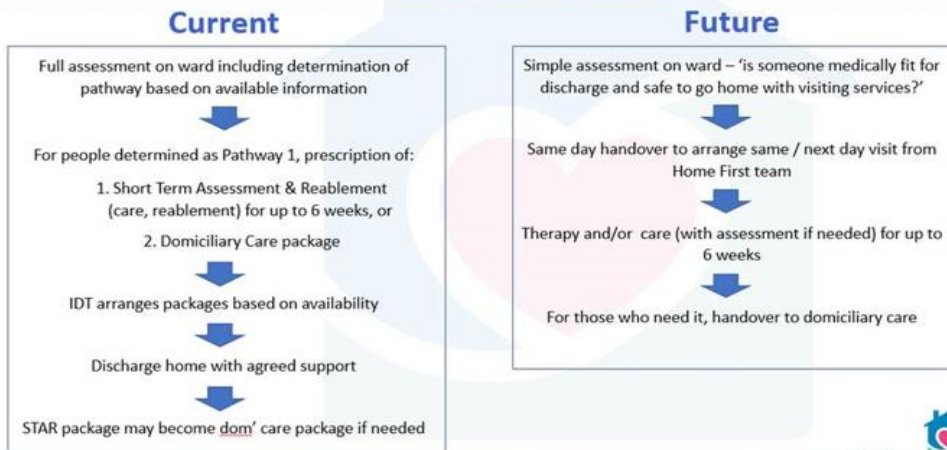 Current
Full assessment on ward including determination of
pathway based on available information
For people determined as Pathway 1, prescription of:
1. Short Term Assessment & Reablement
(care, reablement) for up to 6 weeks, or
2. Domiciliary Care package
IDT arranges packages based on availability
Discharge home with agreed support
STAR package may become dom' care package if needed
Future
Simple assessment on ward – 'is someone medically fit for
discharge and safe to go home with visiting services?'
Same day handover to arrange same / next day visit from
Home First team
Therapy and/or care (with assessment if needed) for up to
6 weeks
For those who need it, handover to domiciliary care